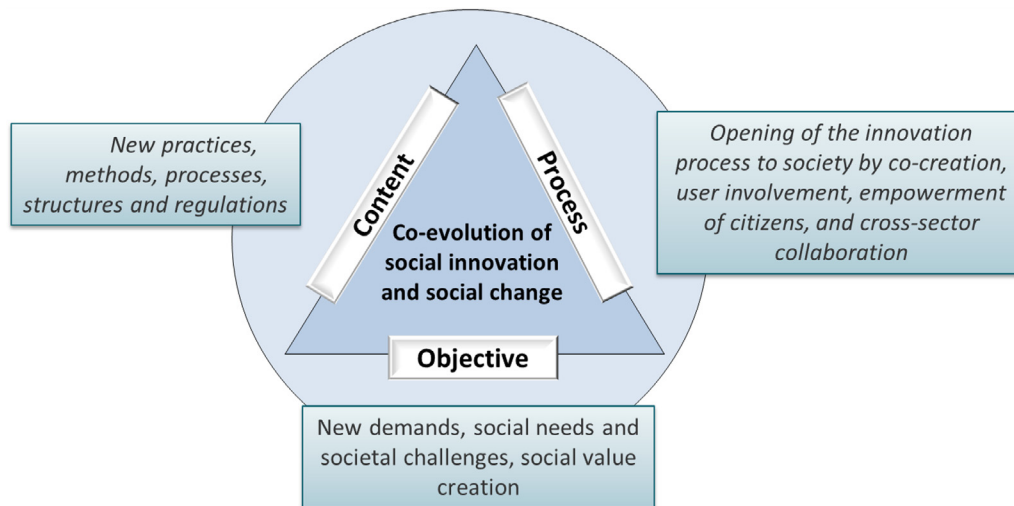 New practices,
methods, processes,
structures and regulations
Content
Process
Opening of the innovation
process to society by co-creation,
user involvement, empowerment
of citizens, and cross-sector
collaboration
Co-evolution of
social innovation
and social change
Objective
New demands, social needs and
societal challenges, social value
creation